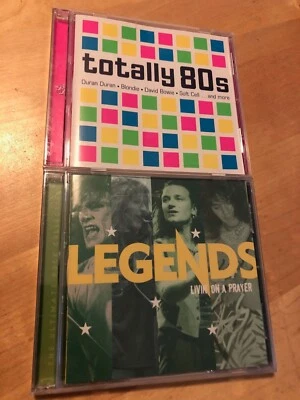 totally 80s
Duran Duran • Blondie • David Bowie • Soft Cell ... and more
LEGENDS
LIVIN' ON A PRAYER